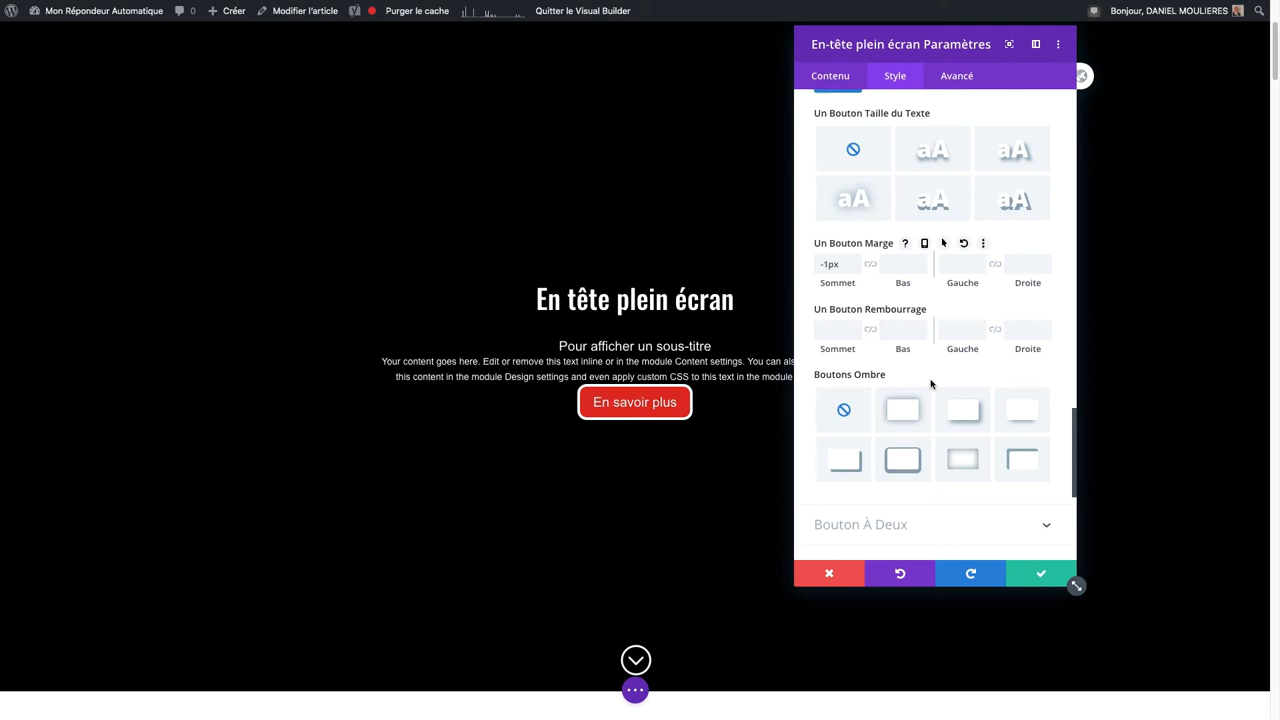 Mon Répondeur Automatique 0 Créer Modifier l'article Purger le cache Quitter le Visual Builder Bonjour, DANIEL MOULIERES
En tête plein écran
Pour afficher un sous-titre
Your content goes here. Edit or remove this text inline or in the module Content settings. You can als
this content in the module Design settings and even apply custom CSS to this text in the module
En savoir plus
En-tête plein écran Paramètres
Contenu Style Avancé
Un Bouton Taille du Texte
aA aA
aA aA aA
Un Bouton Marge ?
-1px
Sommet Bas Gauche Droite
Un Bouton Rembourrage
Sommet Bas Gauche Droite
Boutons Ombre
Bouton À Deux